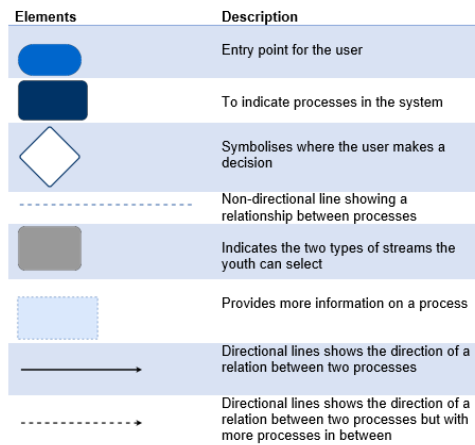 Elements Description
Entry point for the user
To indicate processes in the system
Symbolises where the user makes a
decision
Non-directional line showing a
relationship between processes
Indicates the two types of streams the
youth can select
Provides more information on a process
Directional lines shows the direction of a
relation between two processes
Directional lines shows the direction of a
relation between two processes but with
more processes in between